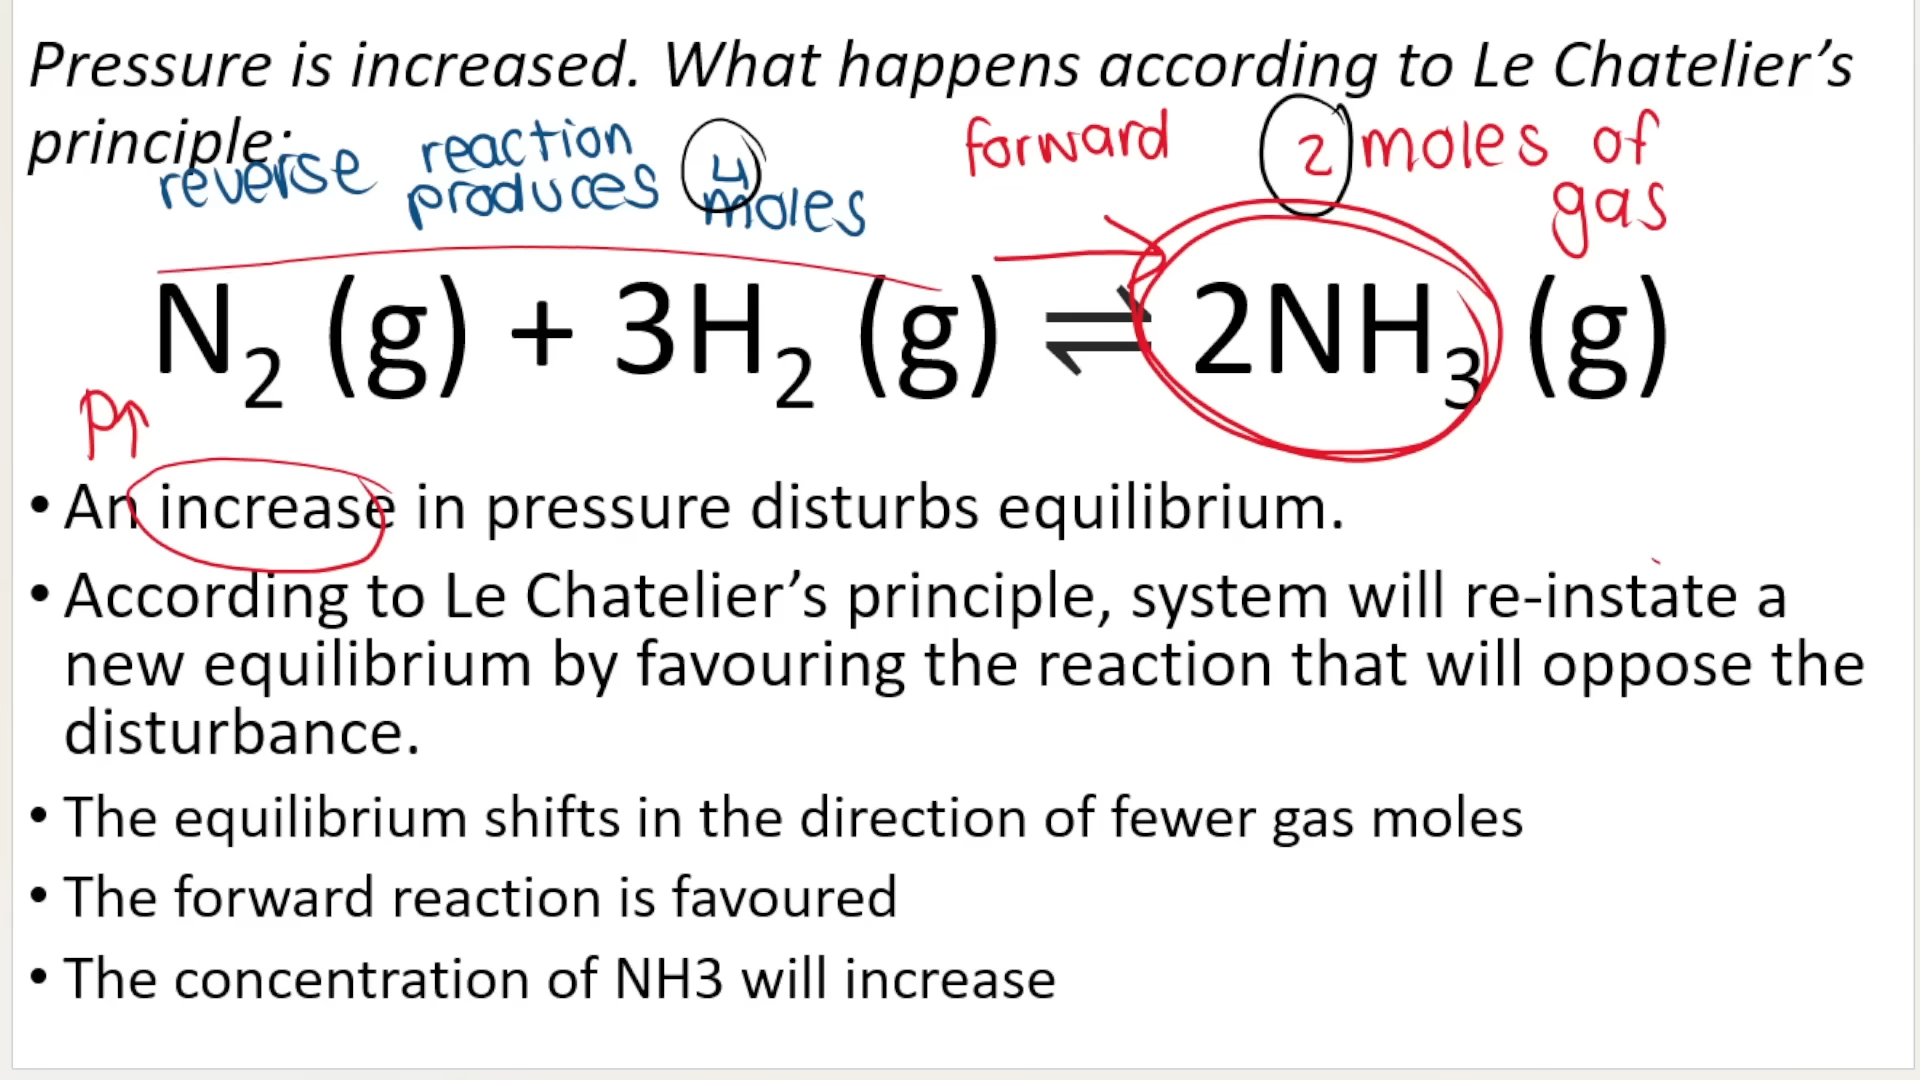 Pressure is increased. What happens according to Le Chatelier’s
principle:
reverse reaction produces 4 moles
forward 2 moles of gas
N₂ (g) + 3H₂ (g) ⇌ 2NH₃ (g)
P↑
• An increase in pressure disturbs equilibrium.
• According to Le Chatelier’s principle, system will re-instate a
new equilibrium by favouring the reaction that will oppose the
disturbance.
• The equilibrium shifts in the direction of fewer gas moles
• The forward reaction is favoured
• The concentration of NH3 will increase